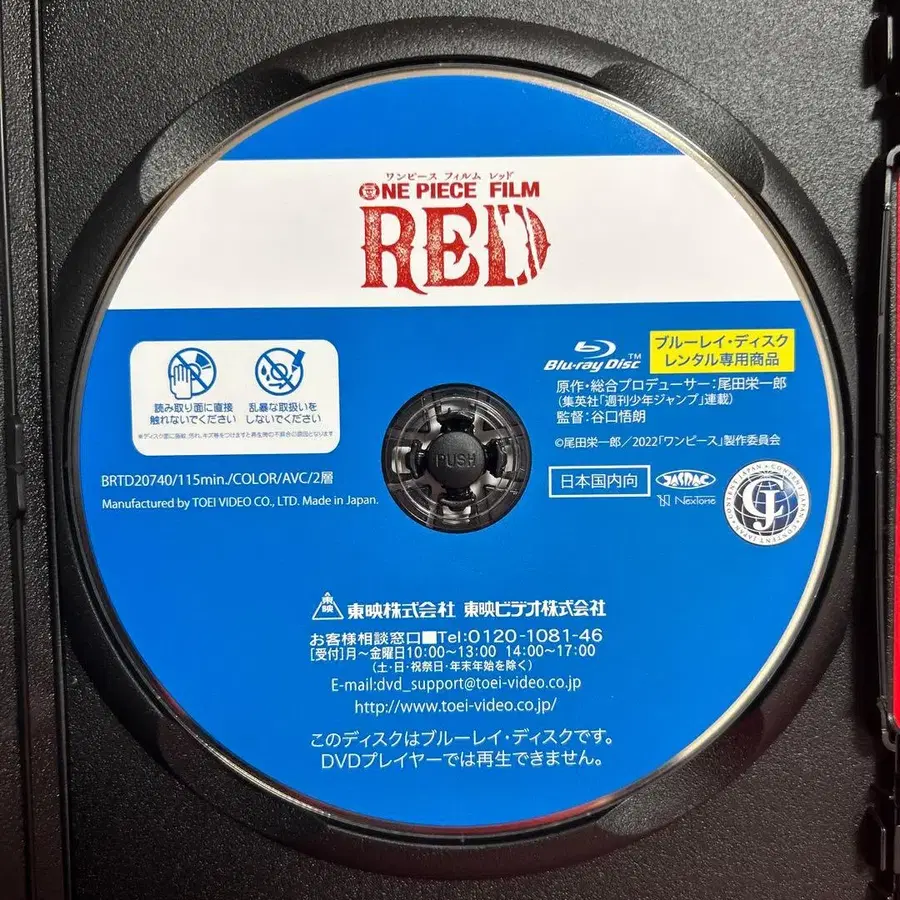 ワンピース フィルム レッド
ONE PIECE FILM
RED
読み取り面に直接
触れないでください
乱暴な取扱いを
しないでください
Blu-ray Disc™
ブルーレイ・ディスク
レンタル専用商品
原作・総合プロデューサー:尾田栄一郎
(集英社「週刊少年ジャンプ」連載)
監督:谷口悟朗
©尾田栄一郎/2022「ワンピース」製作委員会
BRTD20740/115min./COLOR/AVC/2層
Manufactured by TOEI VIDEO CO., LTD. Made in Japan.
PUSH
日本国内向
JASRAC
Nextone
CONTENT JAPAN
CJ
東映
東映株式会社 東映ビデオ株式会社
お客様相談窓口■Tel:0120-1081-46
[受付]月~金曜日10:00~13:00 14:00~17:00
(土・日・祝祭日・年末年始を除く)
E-mail:dvd_support@toei-video.co.jp
http://www.toei-video.co.jp/
このディスクはブルーレイ・ディスクです。
DVDプレイヤーでは再生できません。